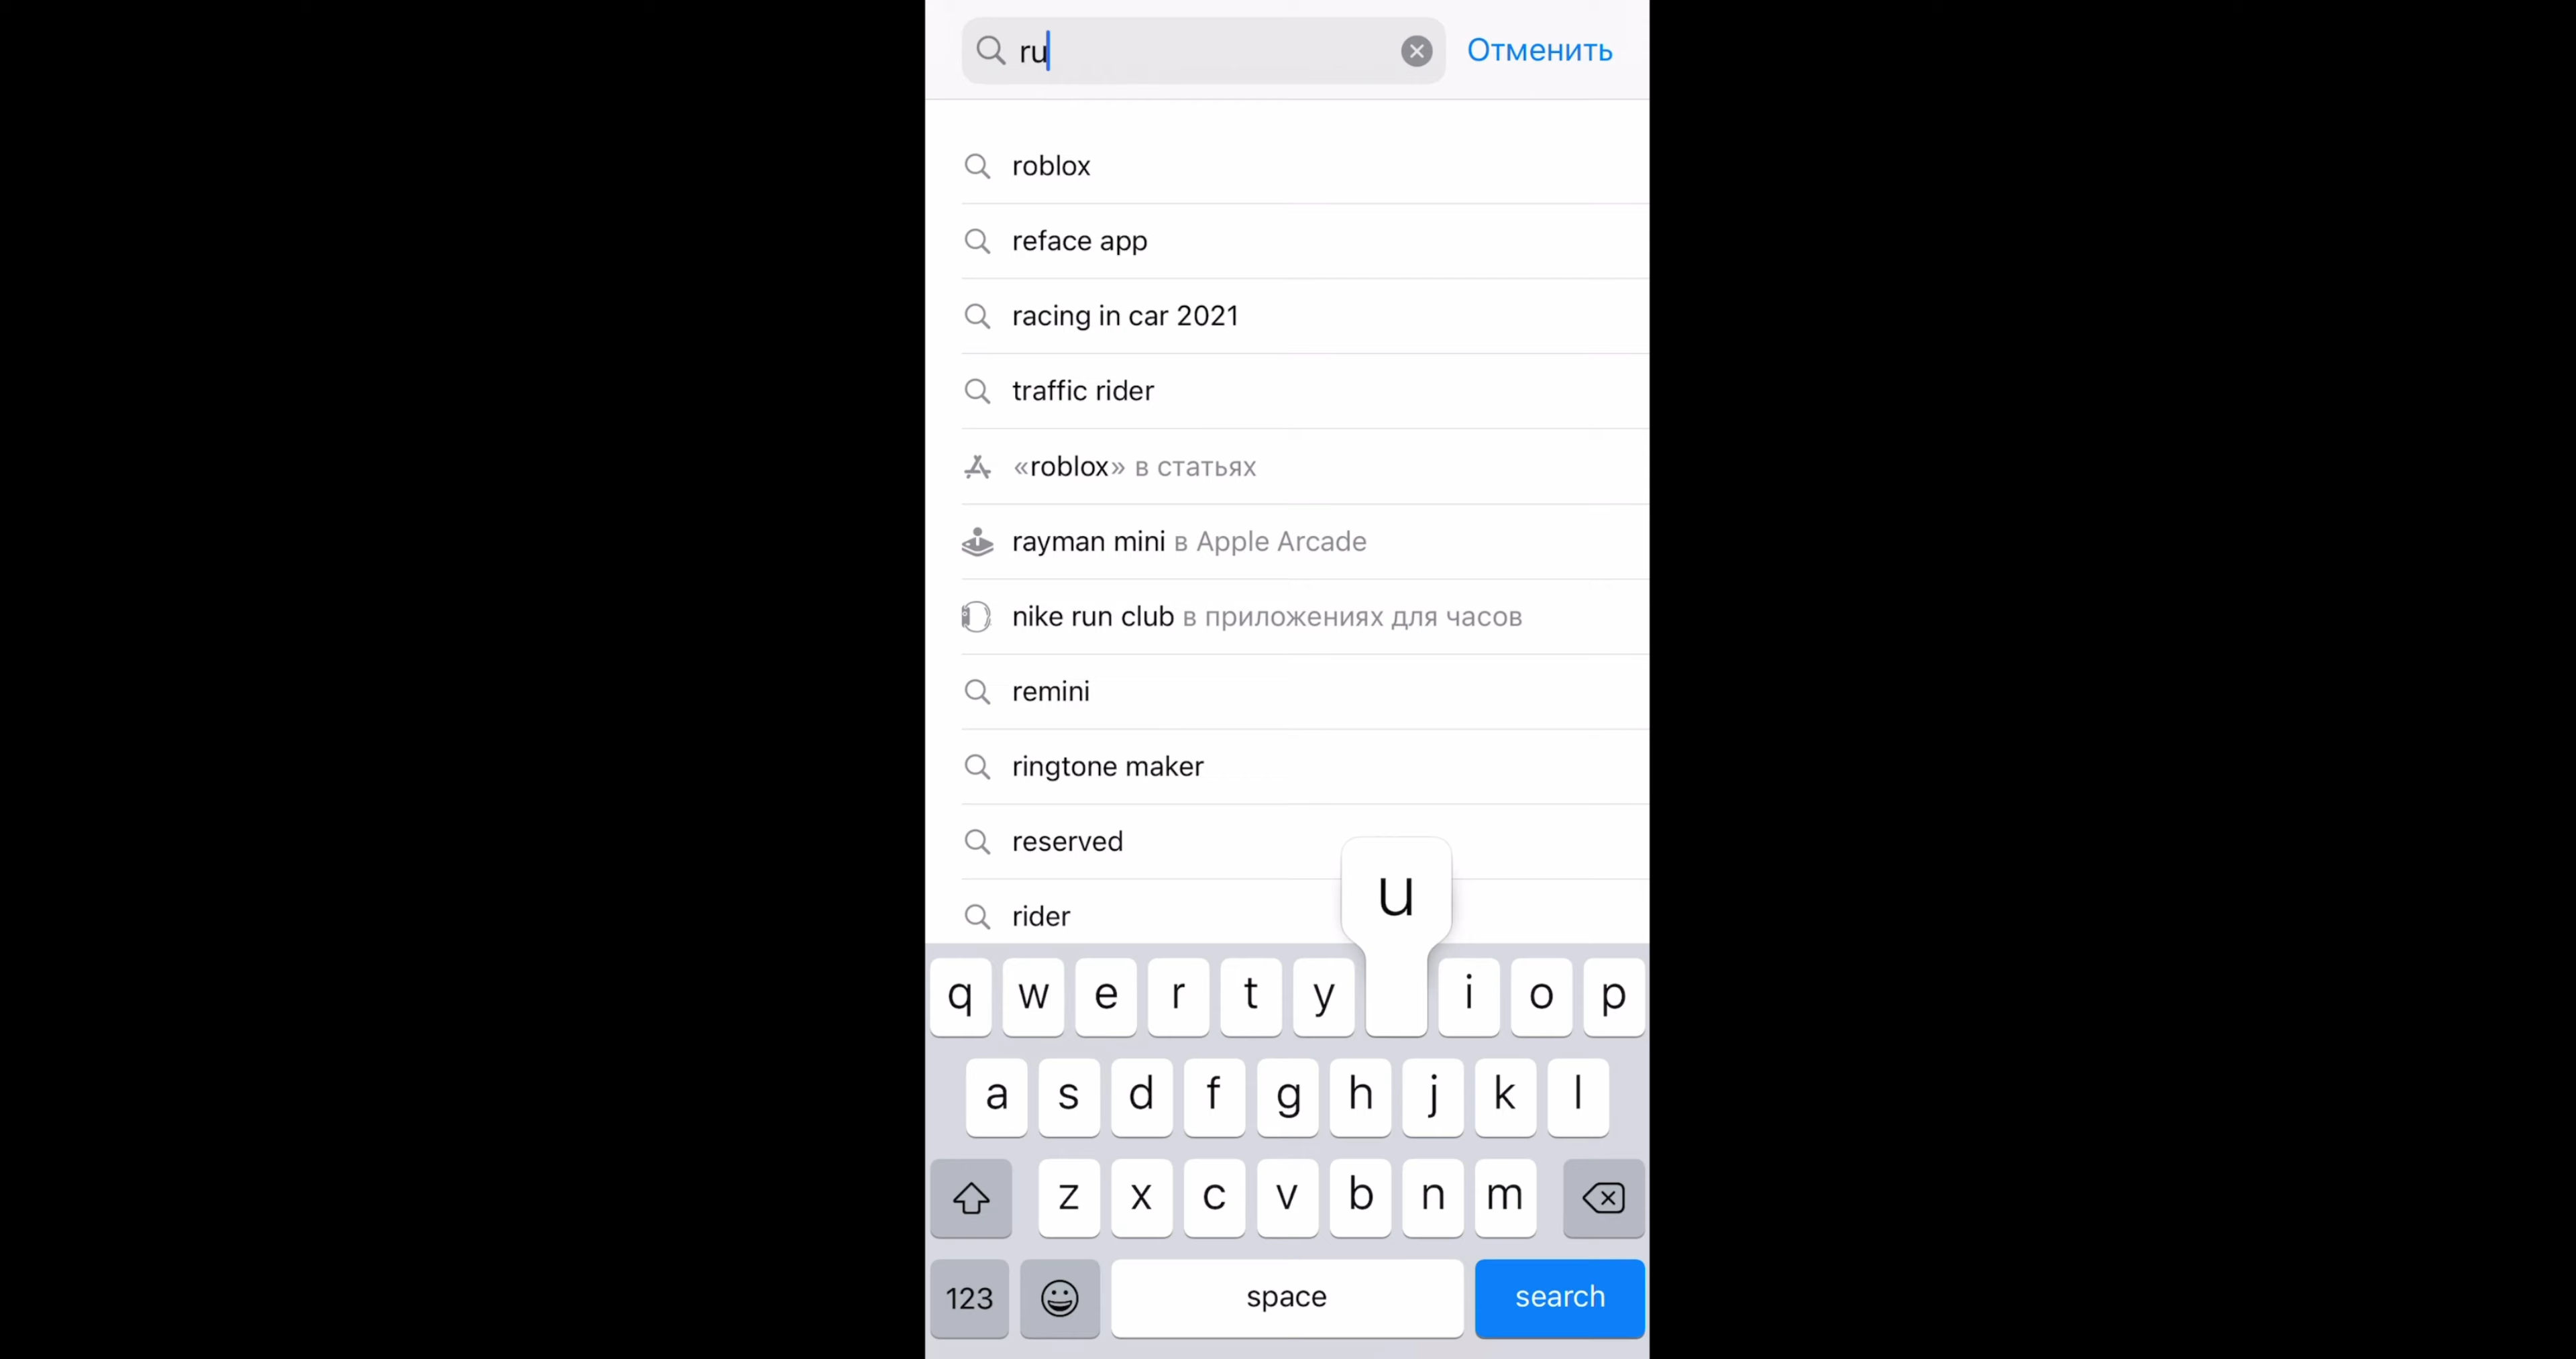 ru
Отменить
roblox
reface app
racing in car 2021
traffic rider
«roblox» в статьях
rayman mini в Apple Arcade
nike run club в приложениях для часов
remini
ringtone maker
reserved
rider
u
q w e r t y i o p
a s d f g h j k l
z x c v b n m
123 space search